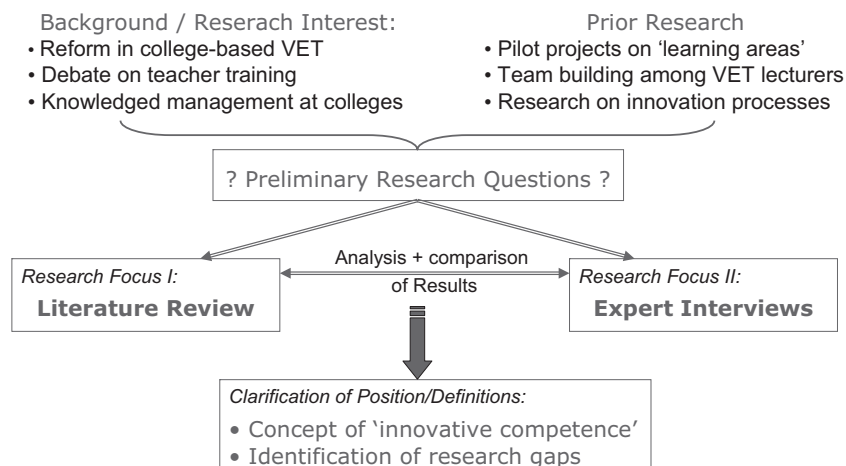 Background / Reserach Interest:
• Reform in college-based VET
• Debate on teacher training
• Knowledged management at colleges
Prior Research
• Pilot projects on ‘learning areas’
• Team building among VET lecturers
• Research on innovation processes
? Preliminary Research Questions ?
Research Focus I:
Literature Review
Analysis + comparison
of Results
Research Focus II:
Expert Interviews
Clarification of Position/Definitions:
• Concept of ‘innovative competence’
• Identification of research gaps